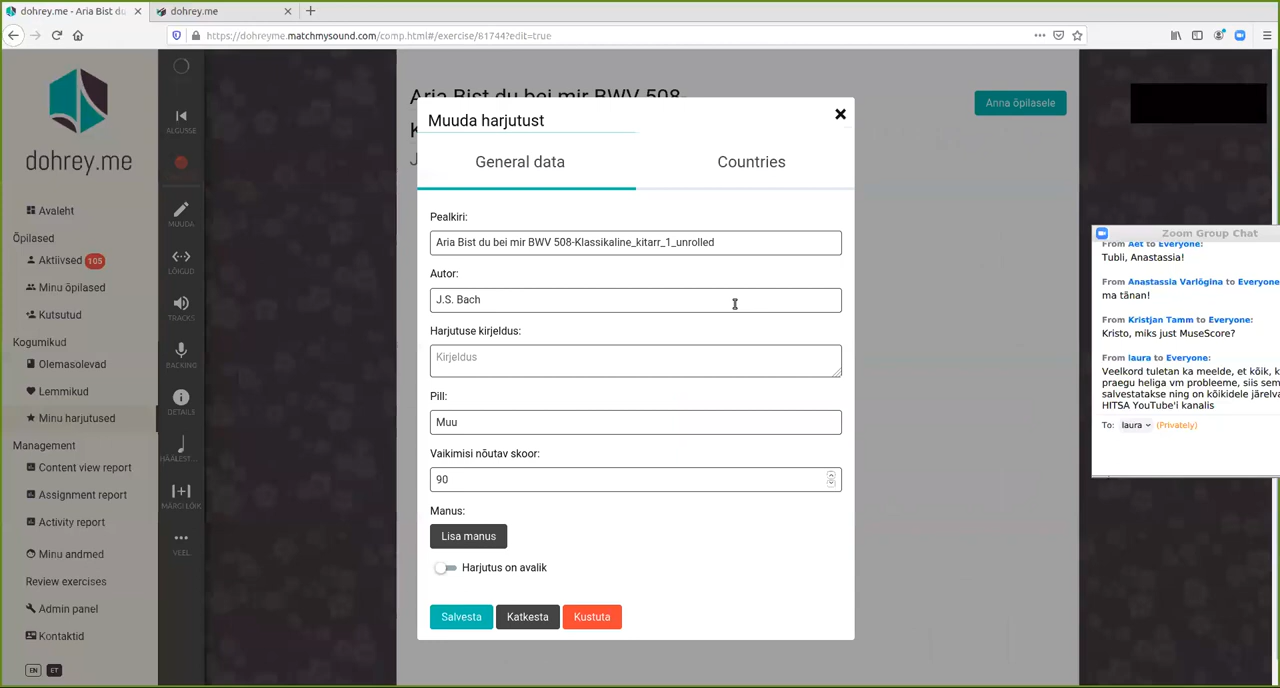 dohrey.me - Aria Bist du
dohrey.me
https://dohreyme.matchmysound.com/comp.html#/exercise/81744?edit=true
dohrey.me
Avaleht
Õpilased
Aktiivsed 105
Minu õpilased
Kutsutud
Kogumikud
Olemasolevad
Lemmikud
Minu harjutused
Management
Content view report
Assignment report
Activity report
Minu andmed
Review exercises
Admin panel
Kontaktid
EN ET
ALGUSSE
MUUDA
LÕIGUD
TRACKS
BACKING
DETAILS
HÄÄLEST...
MÄRGI LÕIK
VEEL
Aria Bist du bei mir BWV 508-
Anna õpilasele
Muuda harjutust
General data
Countries
Pealkiri:
Aria Bist du bei mir BWV 508-Klassikaline_kitarr_1_unrolled
Autor:
J.S. Bach
Harjutuse kirjeldus:
Kirjeldus
Pill:
Muu
Vaikimisi nõutav skoor:
90
Manus:
Lisa manus
Harjutus on avalik
Salvesta
Katkesta
Kustuta
Zoom Group Chat
From Aet to Everyone:
Tubli, Anastassia!
From Anastassia Varlõgina to Everyone:
ma tänan!
From Kristjan Tamm to Everyone:
Kristo, miks just MuseScore?
From laura to Everyone:
Veelkord tuletan ka meelde, et kõik, k
praegu heliga vm probleeme, siis sem
salvestatakse ning on kõikidele järelva
HITSA YouTube'i kanalis
To: laura (Privately)